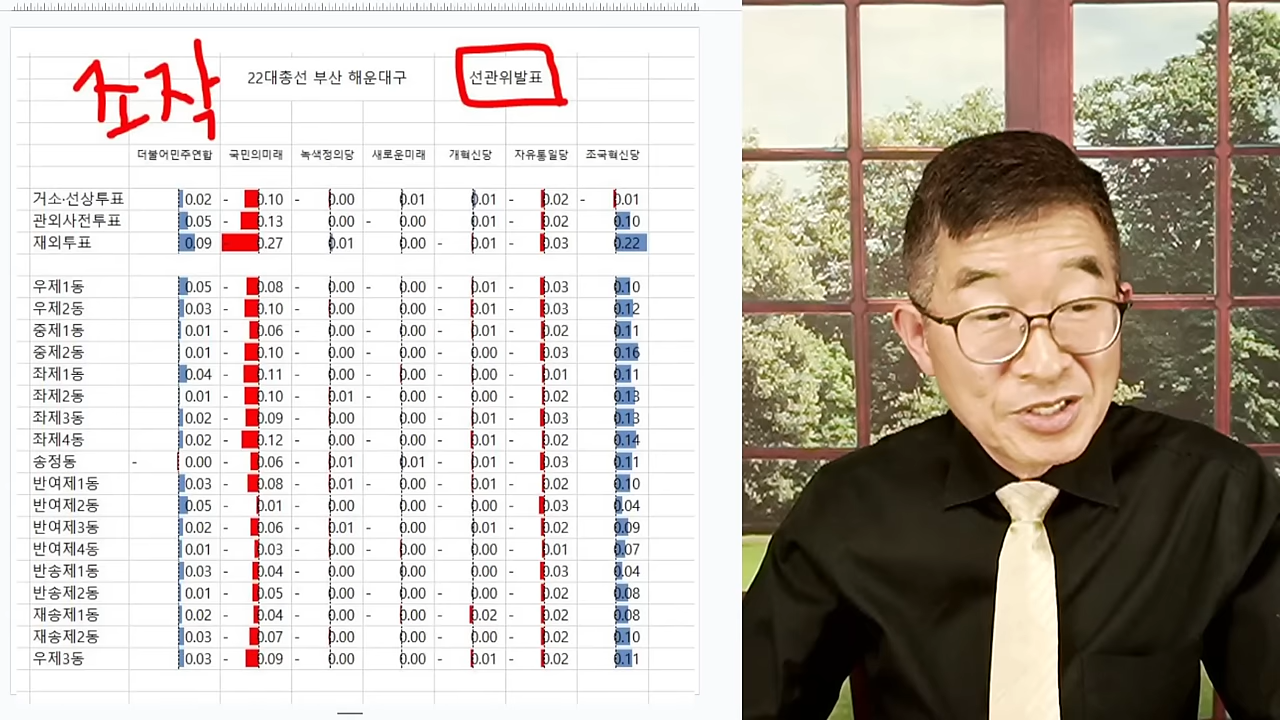 조작
22대총선 부산 해운대구 선관위발표
더불어민주연합 국민의미래 녹색정의당 새로운미래 개혁신당 자유통일당 조국혁신당
거소·선상투표 0.02 - 0.10 - 0.00 0.01 0.01 - 0.02 - 0.01
관외사전투표 0.05 - 0.13 0.00 - 0.00 0.01 - 0.02 0.10
재외투표 0.09 - 0.27 0.01 0.00 - 0.01 - 0.03 0.22
우제1동 0.05 - 0.08 - 0.00 0.00 - 0.01 - 0.03 0.10
우제2동 0.03 - 0.10 - 0.00 0.00 - 0.01 - 0.03 0.12
중제1동 0.01 - 0.06 - 0.00 - 0.00 - 0.01 - 0.02 0.11
중제2동 0.01 - 0.10 - 0.00 0.00 - 0.00 - 0.03 0.16
좌제1동 0.04 - 0.11 - 0.00 - 0.00 - 0.01 - 0.01 0.11
좌제2동 0.01 - 0.10 - 0.01 - 0.00 - 0.00 - 0.02 0.13
좌제3동 0.02 - 0.09 - 0.00 - 0.00 0.01 - 0.03 0.13
좌제4동 0.02 - 0.12 - 0.00 0.00 - 0.01 - 0.02 0.14
송정동 - 0.00 - 0.06 - 0.01 0.01 - 0.01 - 0.03 0.11
반여제1동 0.03 - 0.08 - 0.01 - 0.00 - 0.01 - 0.02 0.10
반여제2동 0.05 - 0.01 - 0.00 0.00 - 0.00 - 0.03 0.04
반여제3동 0.02 - 0.06 - 0.01 - 0.00 0.01 - 0.02 0.09
반여제4동 0.01 - 0.03 - 0.00 - 0.00 - 0.00 - 0.01 0.07
반송제1동 0.03 - 0.04 - 0.00 0.00 - 0.00 - 0.03 0.04
반송제2동 0.01 - 0.05 - 0.00 0.00 - 0.00 - 0.02 0.08
재송제1동 0.02 - 0.04 - 0.00 - 0.00 - 0.02 - 0.02 0.08
재송제2동 0.03 - 0.07 - 0.00 0.00 - 0.00 - 0.02 0.10
우제3동 0.03 - 0.09 - 0.00 0.00 - 0.01 - 0.02 0.11